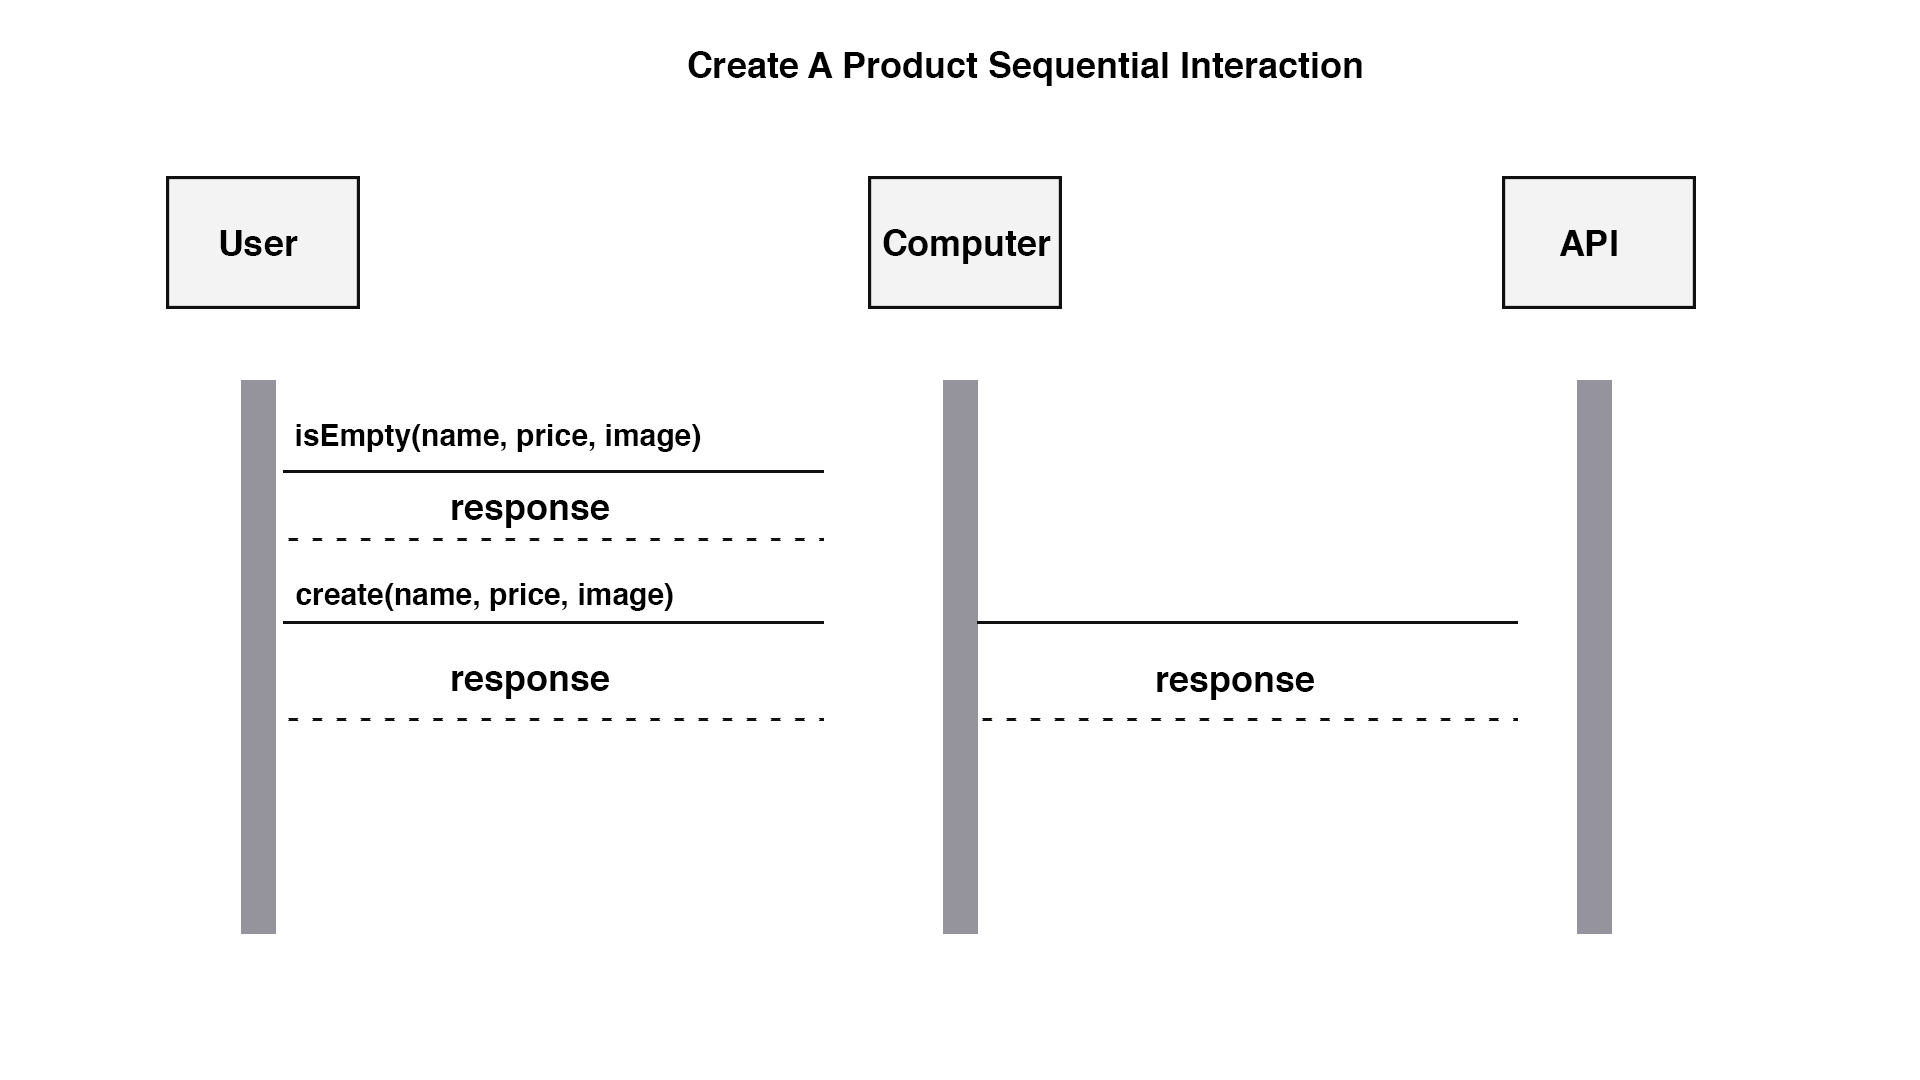 Create A Product Sequential Interaction
User
Computer
API
isEmpty(name, price, image)
response
create(name, price, image)
response
response